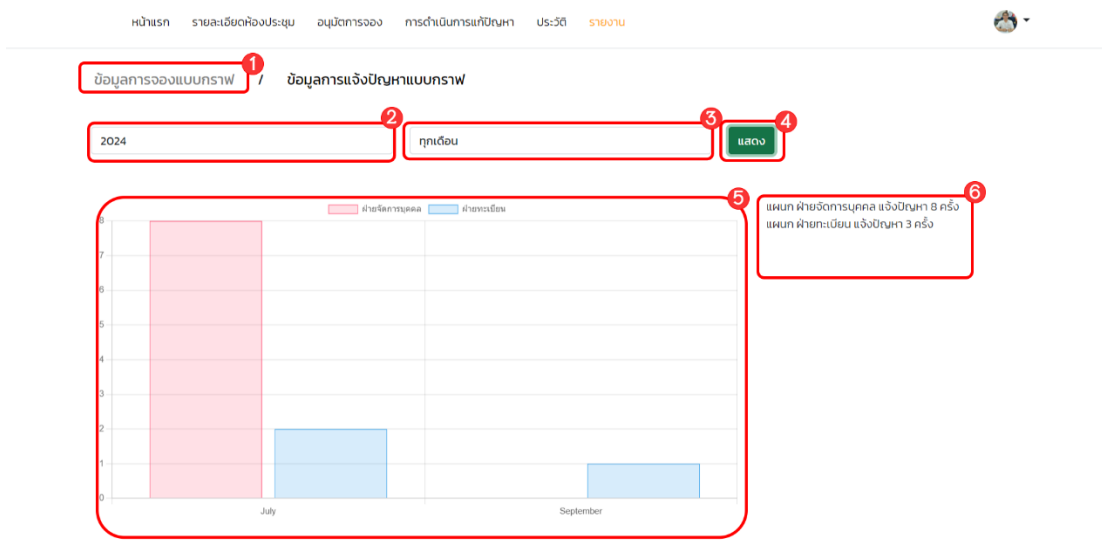 หน้าแรก รายละเอียดห้องประชุม อนุมัติการจอง การดำเนินการแก้ปัญหา ประวัติ รายงาน
ข้อมูลการจองแบบกราฟ / ข้อมูลการแจ้งปัญหาแบบกราฟ
1
2024 ทุกเดือน แสดง
2 3 4
ฝ่ายจัดการบุคคล ฝ่ายทะเบียน
5
8
7
6
5
4
3
2
1
0
July September
6
แผนก ฝ่ายจัดการบุคคล แจ้งปัญหา 8 ครั้ง
แผนก ฝ่ายทะเบียน แจ้งปัญหา 3 ครั้ง